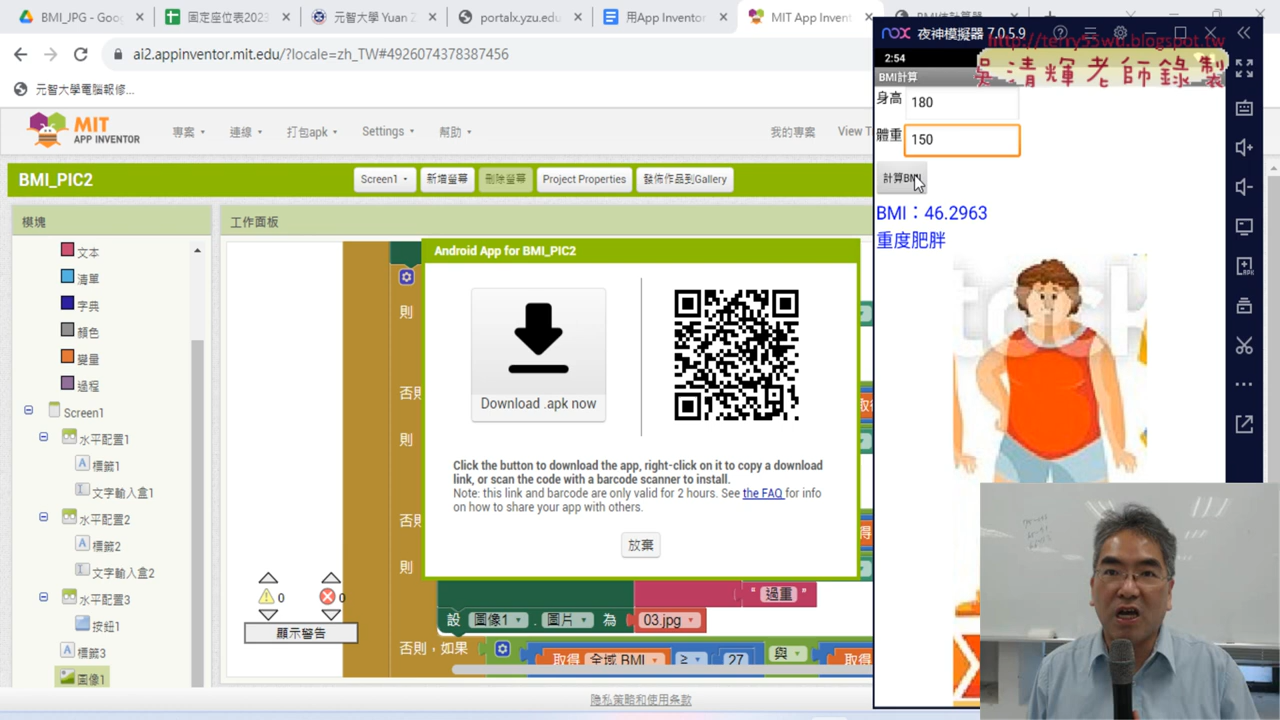 BMI_JPG - Goo
固定座位表2023
元智大學 Yuan Z
portalx.yzu.edu
用App Inventor
MIT App Invent
ai2.appinventor.mit.edu/?locale=zh_TW#4926074378387456
元智大學電腦報修...
MIT
APP INVENTOR
專案
連線
打包apk
Settings
幫助
我的專案
View T
BMI_PIC2
Screen1
新增螢幕
刪除螢幕
Project Properties
發佈作品到Gallery
模塊
工作面板
文本
清單
字典
顏色
變量
過程
Screen1
水平配置1
標籤1
文字輸入盒1
水平配置2
標籤2
文字輸入盒2
水平配置3
按鈕1
標籤3
圖像1
則
否則
則
否則
則
Android App for BMI_PIC2
Download .apk now
Click the button to download the app, right-click on it to copy a download
link, or scan the code with a barcode scanner to install.
Note: this link and barcode are only valid for 2 hours. See the FAQ for info
on how to share your app with others.
放棄
0
0
顯示警告
" 過重 "
設 圖像1 . 圖片 為 03.jpg
否則，如果
取得 全域 BMI ≥ 27 與 取得
隐私策略和使用条款
nox 夜神模擬器 7.0.5.9
http://terry55wu.blogspot.tw
吳清輝老師錄製
2:54
BMI計算
身高 180
體重 150
計算BMI
BMI：46.2963
重度肥胖